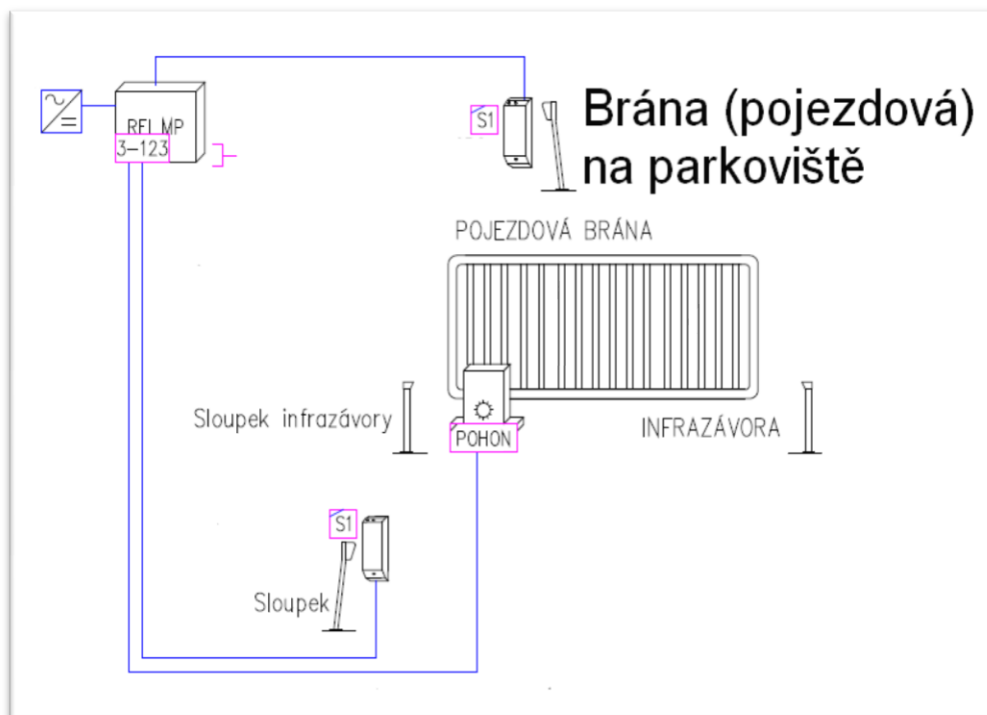 S1
Brána (pojezdová)
na parkoviště
REL MP
3-123
POJEZDOVÁ BRÁNA
Sloupek infrazávory
POHON
INFRAZÁVORA
S1
Sloupek